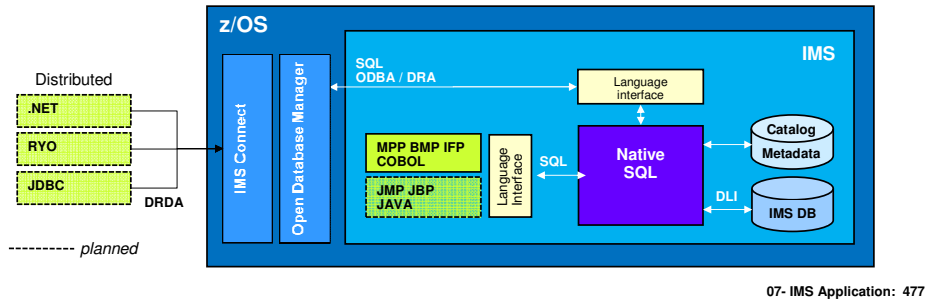 z/OS
IMS
Distributed
.NET
RYO
JDBC
DRDA
planned
IMS Connect
Open Database Manager
SQL
ODBA / DRA
Language
interface
MPP BMP IFP
COBOL
JMP JBP
JAVA
Language
Interface
SQL
Native
SQL
Catalog
Metadata
DLI
IMS DB
07- IMS Application: 477